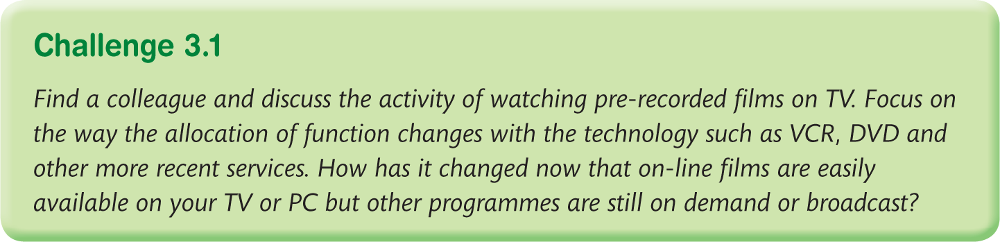 Challenge 3.1
Find a colleague and discuss the activity of watching pre-recorded films on TV. Focus on
the way the allocation of function changes with the technology such as VCR, DVD and
other more recent services. How has it changed now that on-line films are easily
available on your TV or PC but other programmes are still on demand or broadcast?